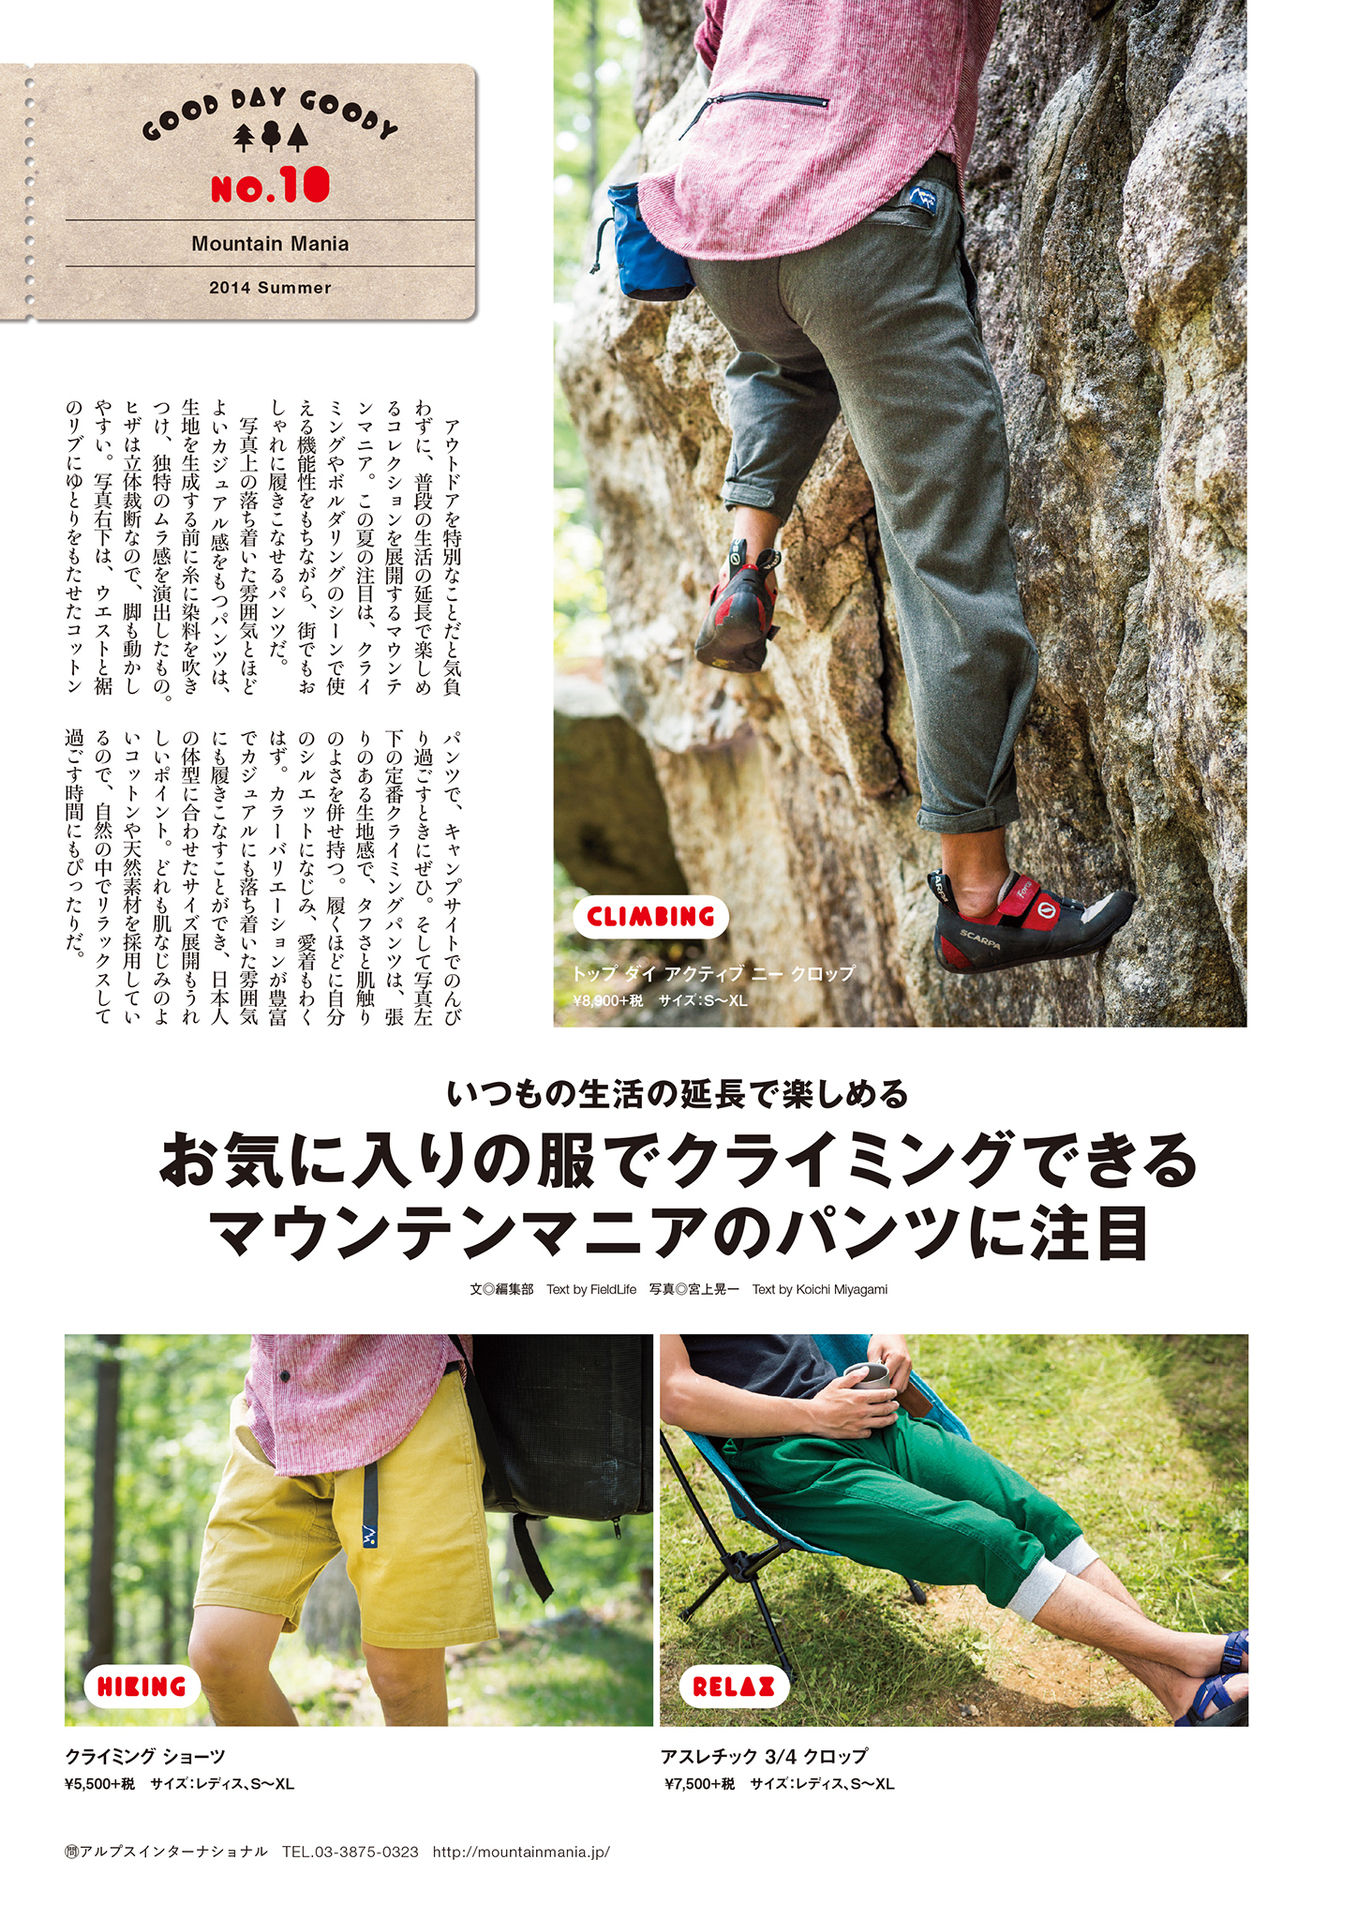 GOOD DAY GOODY
NO.10
Mountain Mania
2014 Summer
アウトドアを特別なことだと気負
わずに、普段の生活の延長で楽しめ
るコレクションを展開するマウンテ
ンマニア。この夏の注目は、クライ
ミングやボルダリングのシーンで使
える機能性をもちながら、街でもお
しゃれに履きこなせるパンツだ。
写真上の落ち着いた雰囲気とほど
よいカジュアル感をもつパンツは、
生地を生成する前に糸に染料を吹き
つけ、独特のムラ感を演出したもの。
ヒザは立体裁断なので、脚も動かし
やすい。写真右下は、ウエストと裾
のリブにゆとりをもたせたコットン
パンツで、キャンプサイトでのんび
り過ごすときにぜひ。そして写真左
下の定番クライミングパンツは、張
りのある生地感で、タフさと肌触り
のよさを併せ持つ。履くほどに自分
のシルエットになじみ、愛着もわく
はず。カラーバリエーションが豊富
でカジュアルにも落ち着いた雰囲気
にも履きこなすことができ、日本人
の体型に合わせたサイズ展開もうれ
しいポイント。どれも肌なじみのよ
いコットンや天然素材を採用してい
るので、自然の中でリラックスして
過ごす時間にもぴったりだ。
SCARPA
Force
CLIMBING
トップ ダイ アクティブ ニー クロップ
¥8,900+税 サイズ：S〜XL
いつもの生活の延長で楽しめる
お気に入りの服でクライミングできる
マウンテンマニアのパンツに注目
文◎編集部 Text by FieldLife 写真◎宮上晃一 Text by Koichi Miyagami
HIKING
RELAX
クライミング ショーツ
¥5,500+税 サイズ：レディス、S〜XL
アスレチック 3/4 クロップ
¥7,500+税 サイズ：レディス、S〜XL
㉄アルプスインターナショナル TEL.03-3875-0323 http://mountainmania.jp/